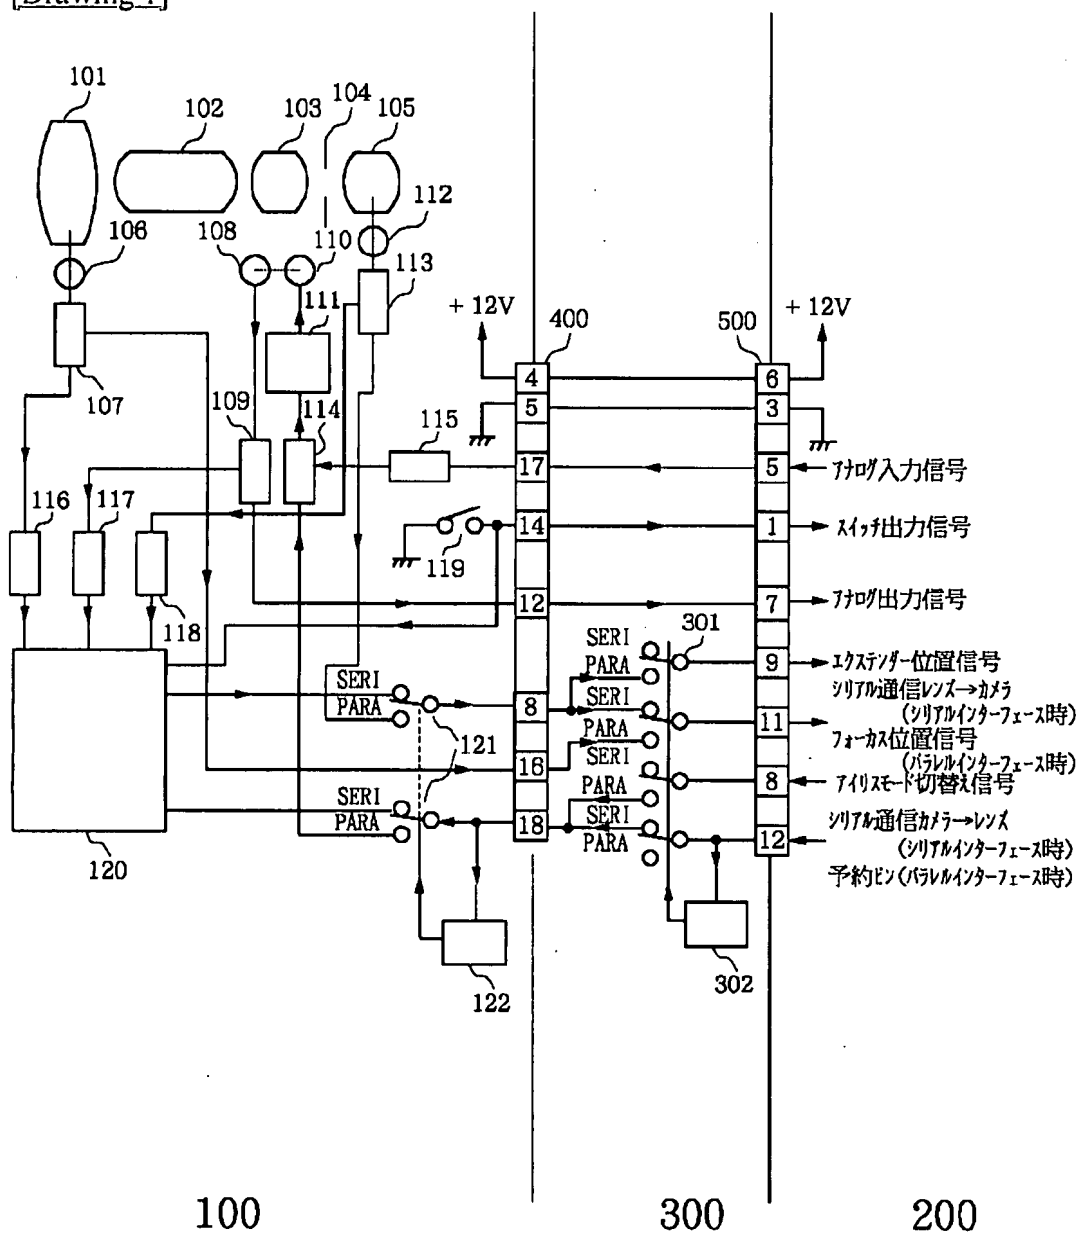 [Drawing 1]
101
102
103
104
105
106
108
110
112
113
111
107
109
114
115
116
117
118
119
+ 12V
400
500
+ 12V
4
6
5
3
17
5
アナログ入力信号
14
1
スイッチ出力信号
12
7
アナログ出力信号
SERI
PARA
301
9
エクステンダー位置信号
SERI
PARA
121
8
SERI
PARA
11
シリアル通信レンズ→カメラ
(シリアルインターフェース時)
フォーカス位置信号
(パラレルインターフェース時)
16
SERI
PARA
8
アイリスモード切替え信号
SERI
PARA
18
SERI
PARA
12
シリアル通信カメラ→レンズ
(シリアルインターフェース時)
予約ピン(パラレルインターフェース時)
120
122
302
100
300
200